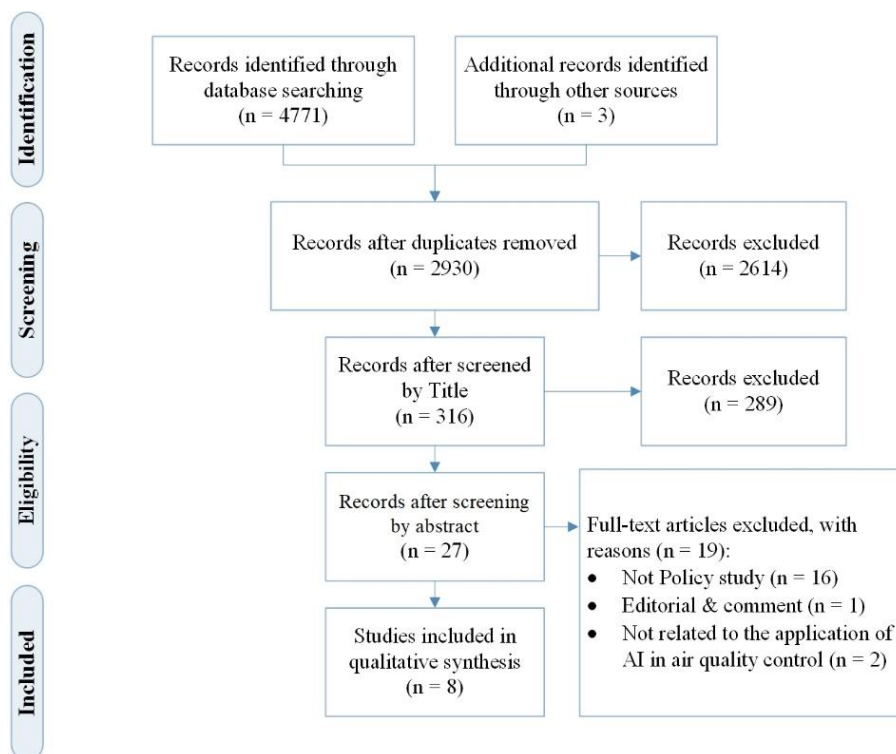 Identification
Records identified through
database searching
(n = 4771)
Additional records identified
through other sources
(n = 3)
Screening
Records after duplicates removed
(n = 2930)
Records excluded
(n = 2614)
Records after screened
by Title
(n = 316)
Records excluded
(n = 289)
Eligibility
Records after screening
by abstract
(n = 27)
Full-text articles excluded, with
reasons (n = 19):
• Not Policy study (n = 16)
• Editorial & comment (n = 1)
• Not related to the application of
AI in air quality control (n = 2)
Included
Studies included in
qualitative synthesis
(n = 8)